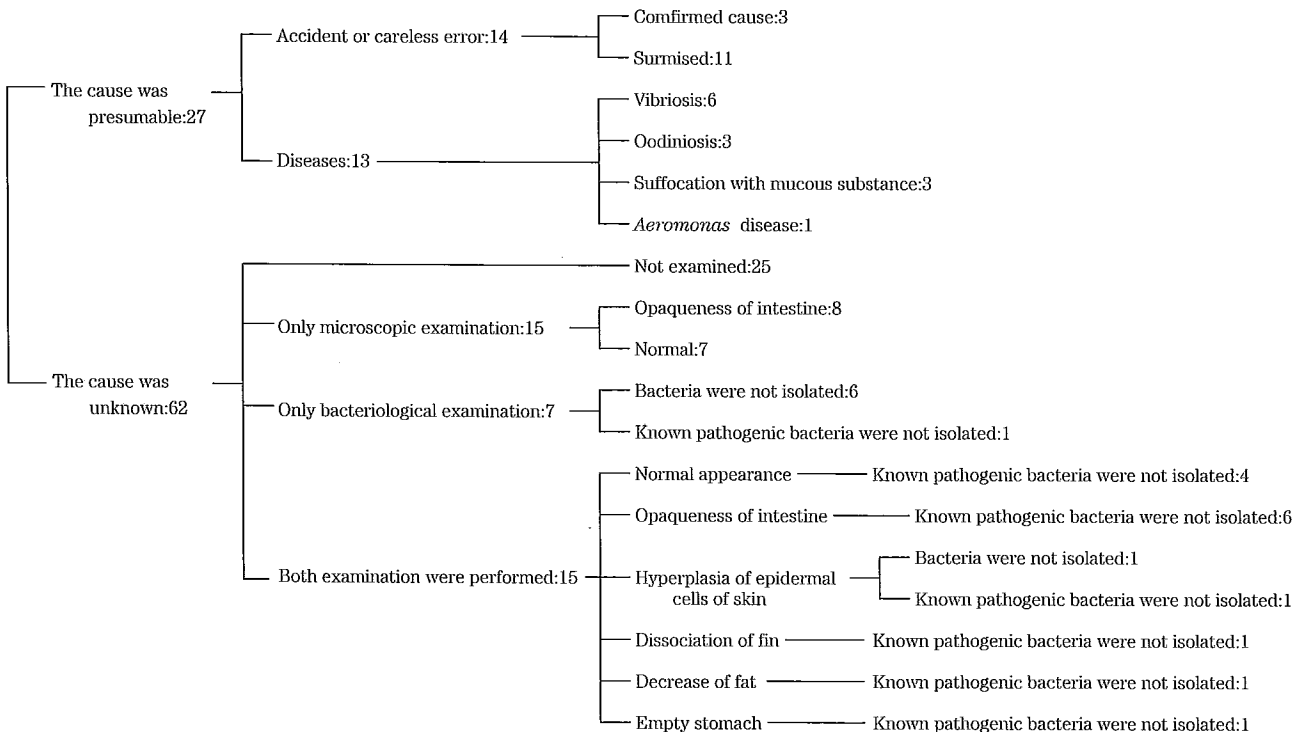 Comfirmed cause:3
Accident or careless error:14
Surmised:11
The cause was
presumable:27
Vibriosis:6
Oodiniosis:3
Diseases:13
Suffocation with mucous substance:3
Aeromonas disease:1
Not examined:25
Opaqueness of intestine:8
Only microscopic examination:15
Normal:7
The cause was
unknown:62
Bacteria were not isolated:6
Only bacteriological examination:7
Known pathogenic bacteria were not isolated:1
Normal appearance Known pathogenic bacteria were not isolated:4
Opaqueness of intestine Known pathogenic bacteria were not isolated:6
Bacteria were not isolated:1
Both examination were performed:15
Hyperplasia of epidermal
cells of skin
Known pathogenic bacteria were not isolated:1
Dissociation of fin Known pathogenic bacteria were not isolated:1
Decrease of fat Known pathogenic bacteria were not isolated:1
Empty stomach Known pathogenic bacteria were not isolated:1